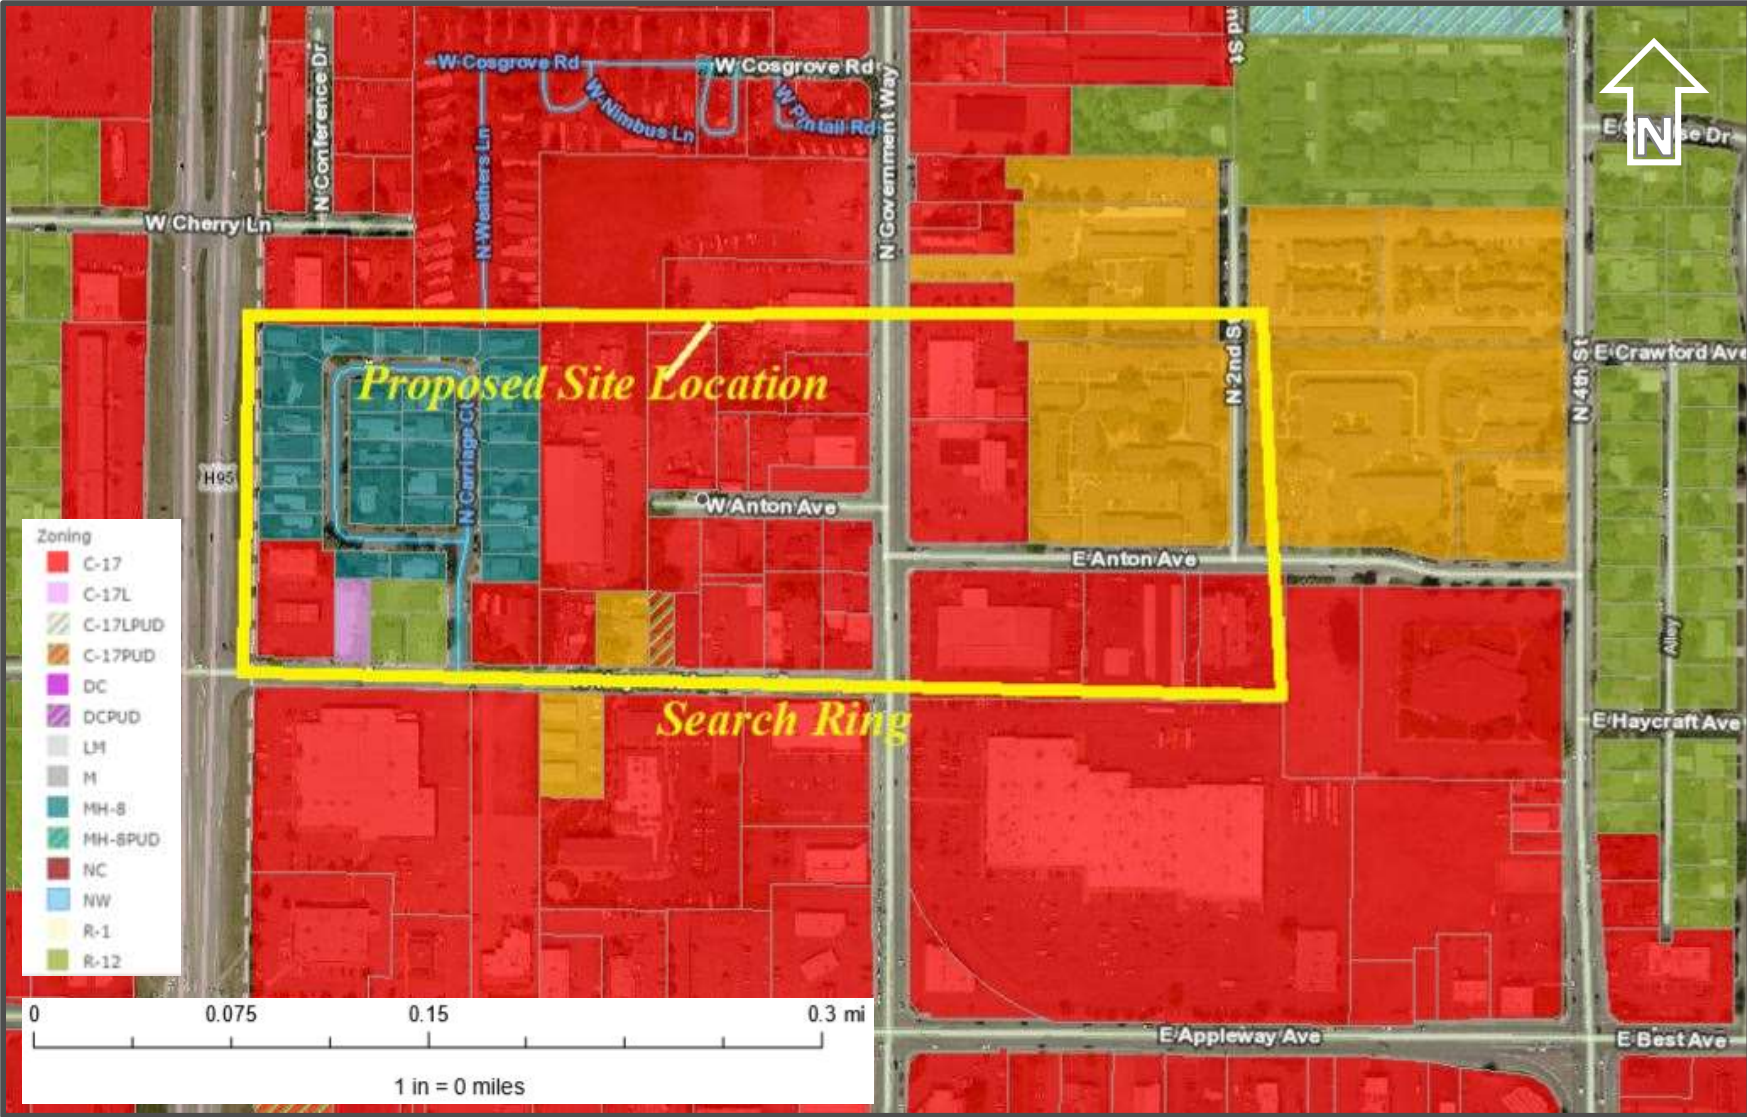 W Cosgrove Rd
W Cosgrove Rd
N Conference Dr
N Weathers Ln
W Nimbus Ln
W Pintail Rd
N Government Way
nd St
N
W Cherry Ln
Proposed Site Location
N 2nd St
N 4th St
E Crawford Ave
H95
N Carriage Ct
W Anton Ave
E Anton Ave
Alley
Search Ring
E Haycraft Ave
Zoning
C-17
C-17L
C-17LPUD
C-17PUD
DC
DCPUD
LM
M
MH-8
MH-8PUD
NC
NW
R-1
R-12
0 0.075 0.15 0.3 mi
1 in = 0 miles
E Appleway Ave
E Best Ave